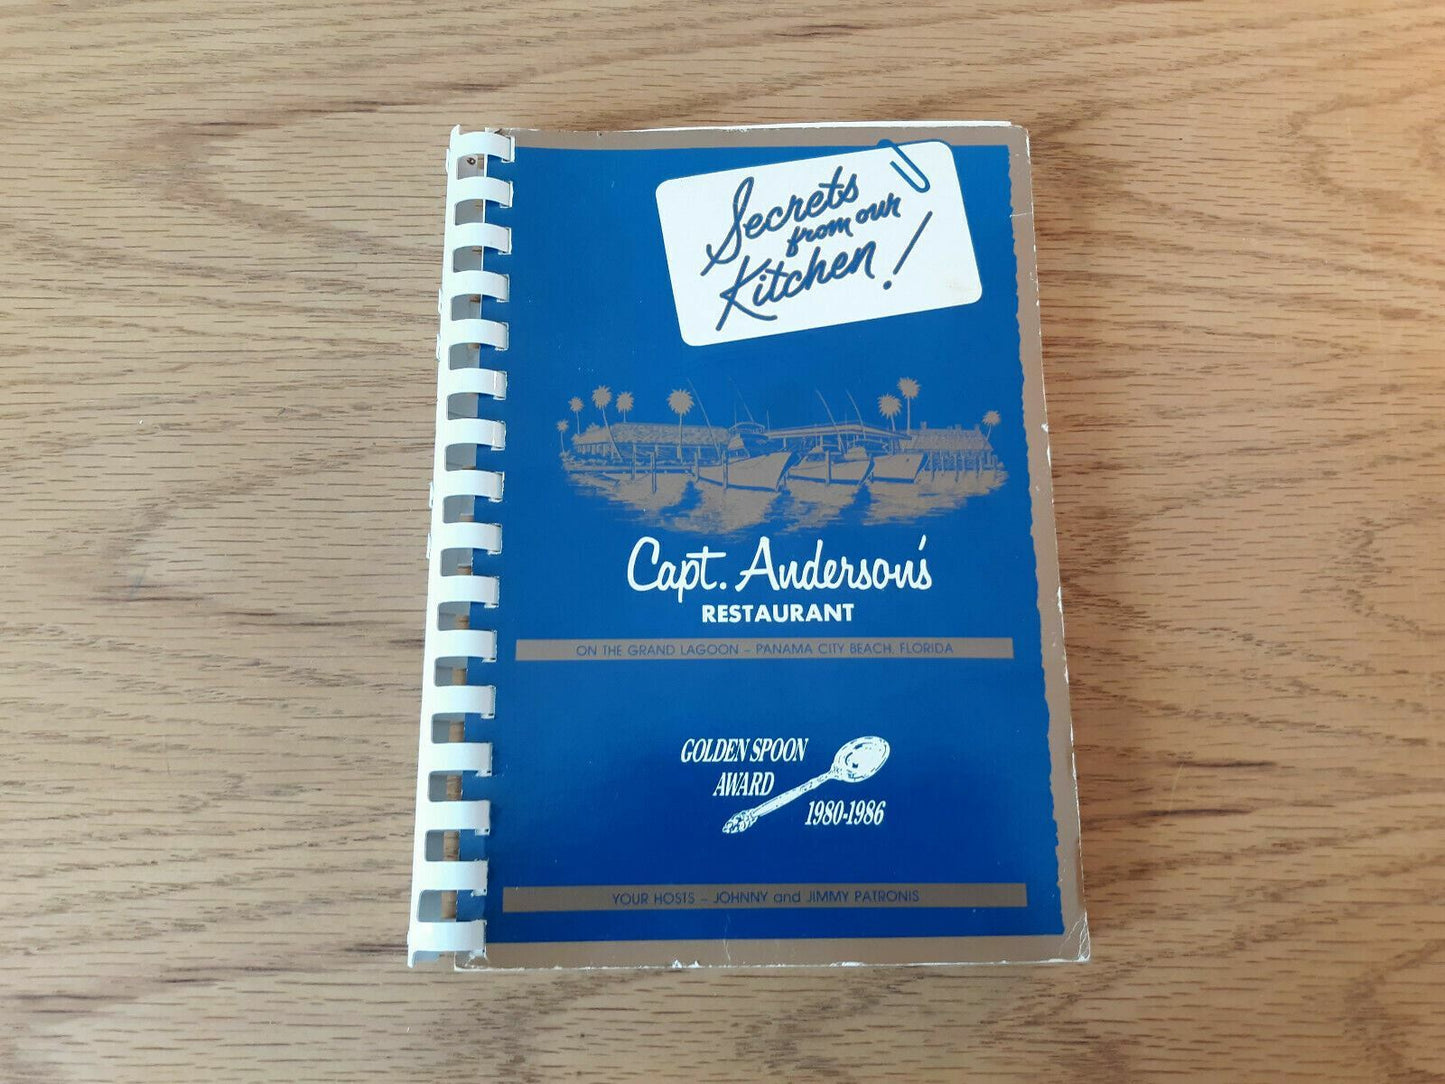 Secrets
from our
Kitchen!
Capt. Anderson's
RESTAURANT
ON THE GRAND LAGOON – PANAMA CITY BEACH, FLORIDA
GOLDEN SPOON
AWARD
1980-1986
YOUR HOSTS – JOHNNY and JIMMY PATRONIS